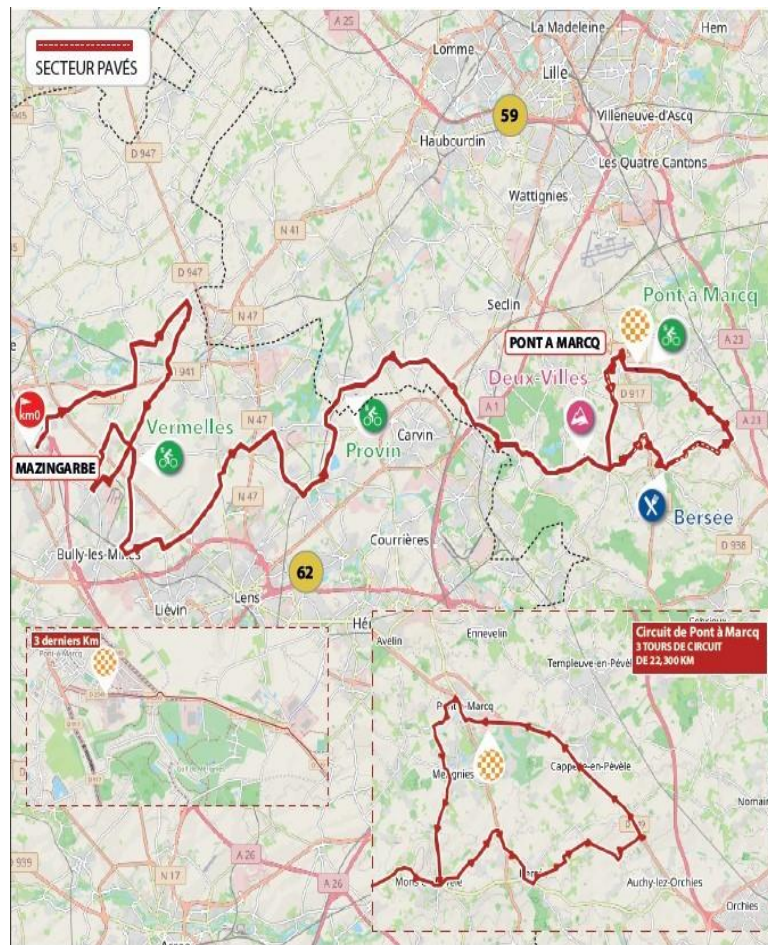 SECTEUR PAVÉS
A 25
La Madeleine
Hem
Lomme
Lille
D 947
59
Villeneuve-d'Ascq
Haubourdin
Les Quatre Cantons
Wattignies
N 41
D 947
N 47
Seclin
Pont à Marcq
PONT A MARCQ
A 23
D 941
Deux-Villes
D 917
km0
A 1
Vermelles
N 47
A 23
MAZINGARBE
Provin
Carvin
N 47
Bersée
Bully-les-Mines
Courrières
D 938
62
Liévin
Lens
3 derniers Km
Pont-à-Marcq
Avelin
Ennevelin
Circuit de Pont à Marcq
3 TOURS DE CIRCUIT
DE 22,300 KM
Templeuve-en-Pévèle
Cappelle-en-Pévèle
D 939
N 17
A 26
A 26
Auchy-lez-Orchies
Orchies